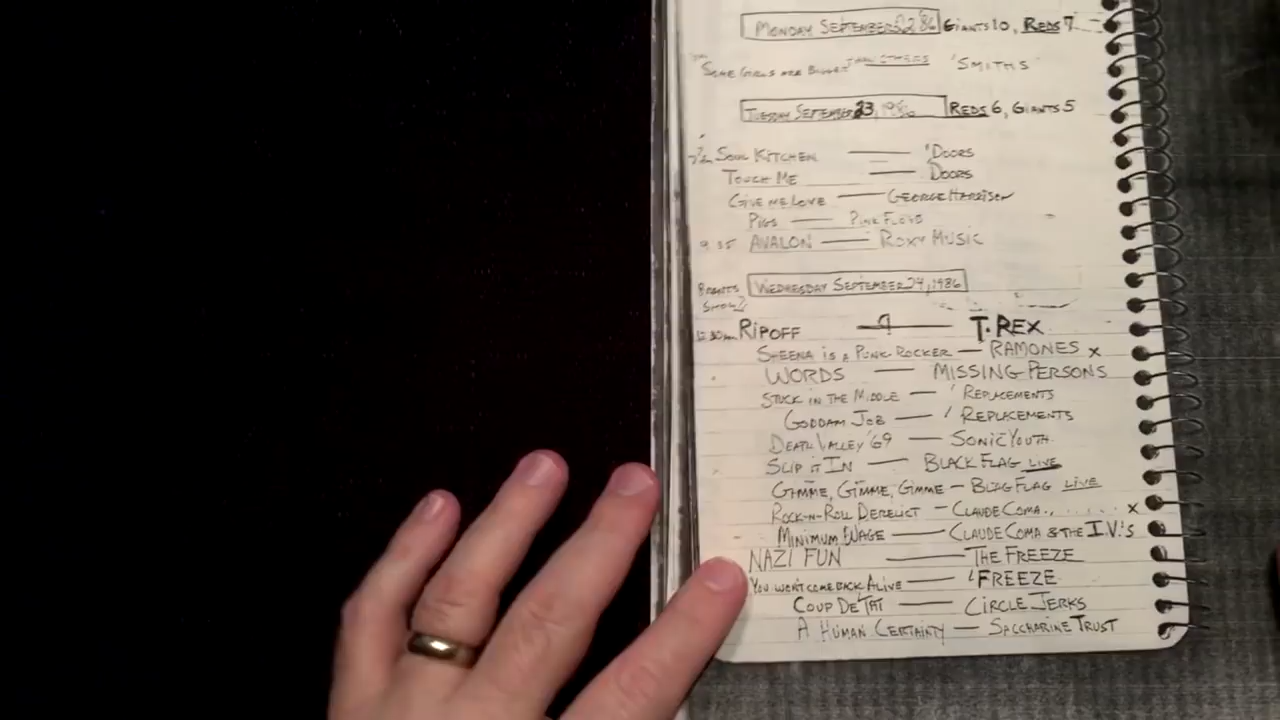 MONDAY SEPTEMBER 22 '86 GIANTS 10, REDS 7
SOME GIRLS ARE BIGGER THAN OTHERS 'SMITHS'
TUESDAY SEPTEMBER 23, 1986 REDS 6, GIANTS 5
SOUL KITCHEN — 'DOORS
TOUCH ME — DOORS
GIVE ME LOVE — GEORGE HARRISON
PIGS — PINK FLOYD
9:35 AVALON — ROXY MUSIC
WEDNESDAY SEPTEMBER 24, 1986
RIPOFF — T. REX
SHEENA IS A PUNK ROCKER — RAMONES x
WORDS — MISSING PERSONS
STUCK IN THE MIDDLE — ' REPLACEMENTS
GODDAM JOB — ' REPLACEMENTS
DEATH VALLEY '69 — SONIC YOUTH
SLIP IT IN — BLACK FLAG LIVE
GIMME, GIMME, GIMME — BLAG FLAG LIVE
ROCK-N-ROLL DERELICT — CLAUDE COMA........ x
MINIMUM WAGE — CLAUDE COMA & THE I.V.'S
NAZI FUN — THE FREEZE
YOU WON'T COME BACK ALIVE — 'FREEZE
COUP DE'TAT — CIRCLE JERKS
A HUMAN CERTAINTY — SACCHARINE TRUST